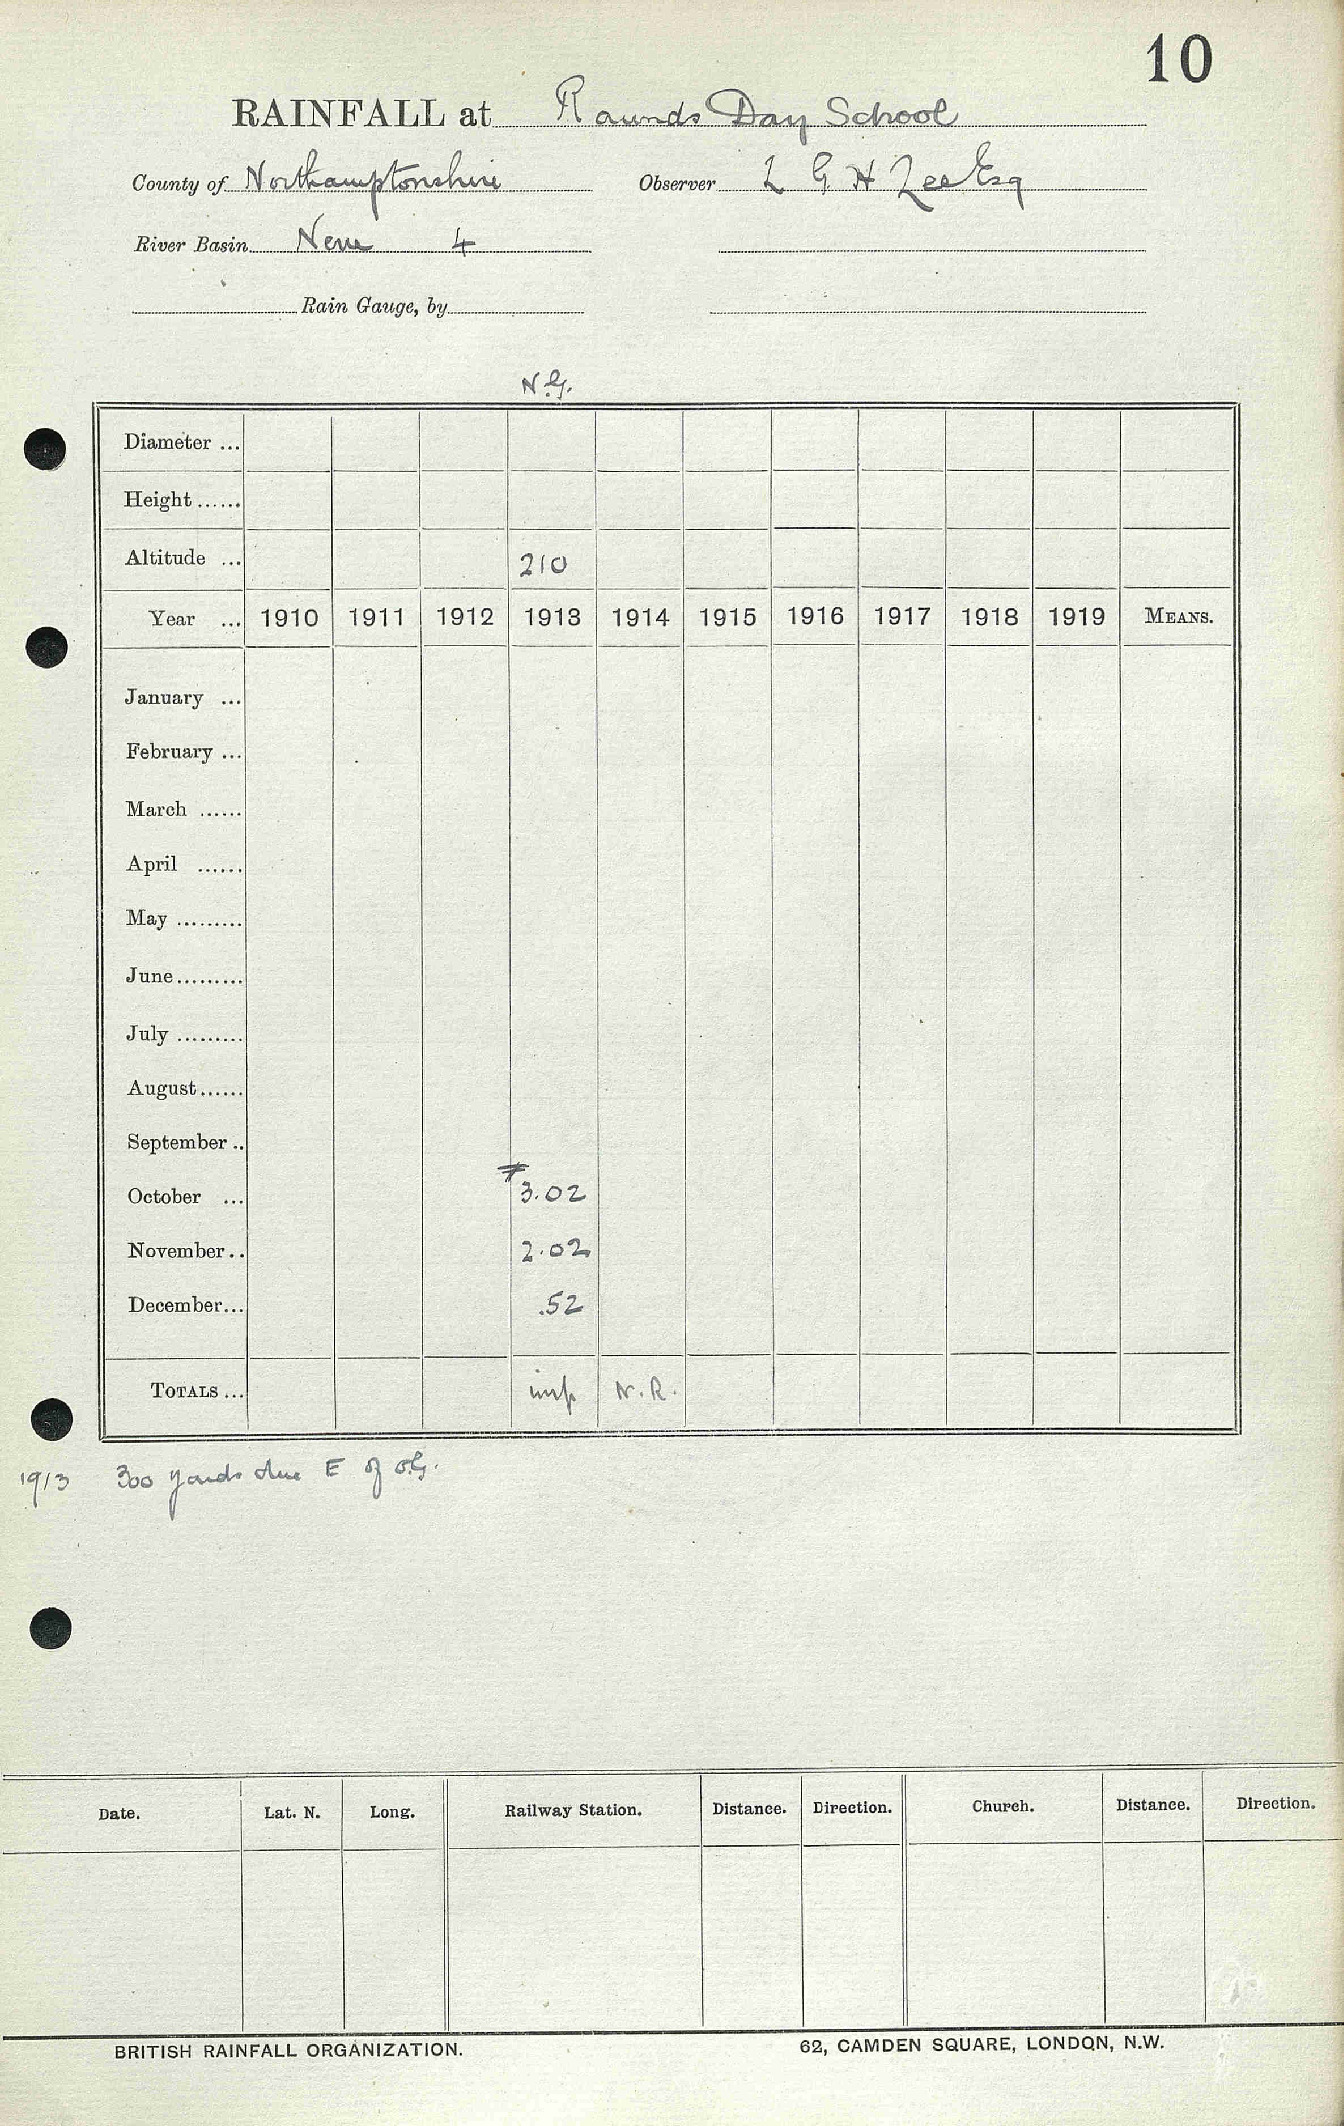 10
RAINFALL at Raunds Day School
County of Northamptonshire Observer L G H Lee Esq
River Basin Nene 4
Rain Gauge, by
N.G.
Diameter ...
Height ......
Altitude ... 210
Year ... 1910 1911 1912 1913 1914 1915 1916 1917 1918 1919 MEANS.
January ...
February ...
March ......
April ......
May .........
June.........
July .........
August......
September ..
October ... 3.02
November.. 2.02
December... .52
TOTALS ... imp N.R.
1913 300 yards due E of O.G.
Date. Lat. N. Long. Railway Station. Distance. Direction. Church. Distance. Direction.
BRITISH RAINFALL ORGANIZATION. 62, CAMDEN SQUARE, LONDON, N.W.